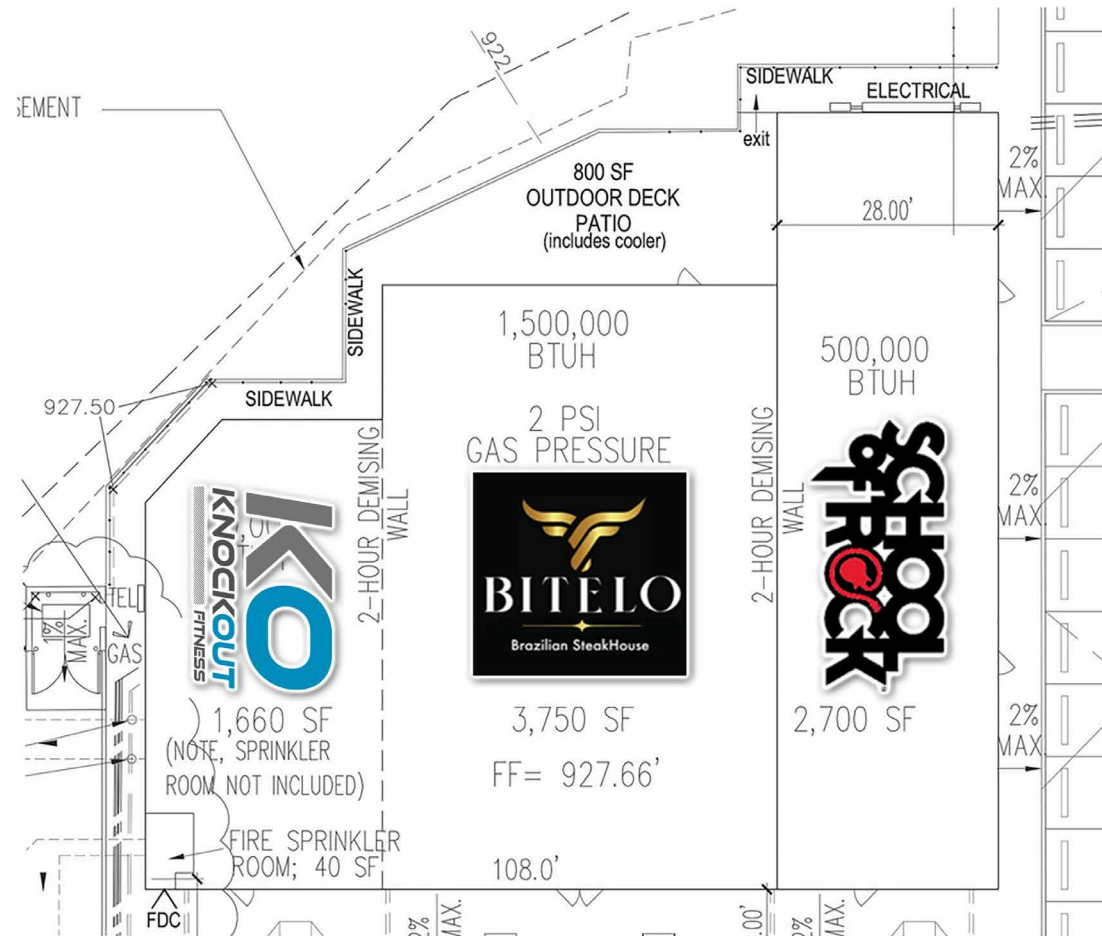 922
SIDEWALK
ELECTRICAL
exit
800 SF
OUTDOOR DECK
PATIO
(includes cooler)
2%
MAX
28.00'
SIDEWALK
SIDEWALK
927.50
1,500,000
BTUH
2 PSI
GAS PRESSURE
500,000
BTUH
2-HOUR DEMISING
WALL
2-HOUR DEMISING
WALL
2%
MAX
KO
KNOCKOUT
FITNESS
BITELO
Brazilian SteakHouse
SCHOOL
of
ROCK
TEL
GAS
MAX.
1,660 SF
(NOTE, SPRINKLER
ROOM NOT INCLUDED)
3,750 SF
FF= 927.66'
2,700 SF
2%
MAX
FIRE SPRINKLER
ROOM; 40 SF
108.0'
FDC
2%
MAX.
2%
MAX.